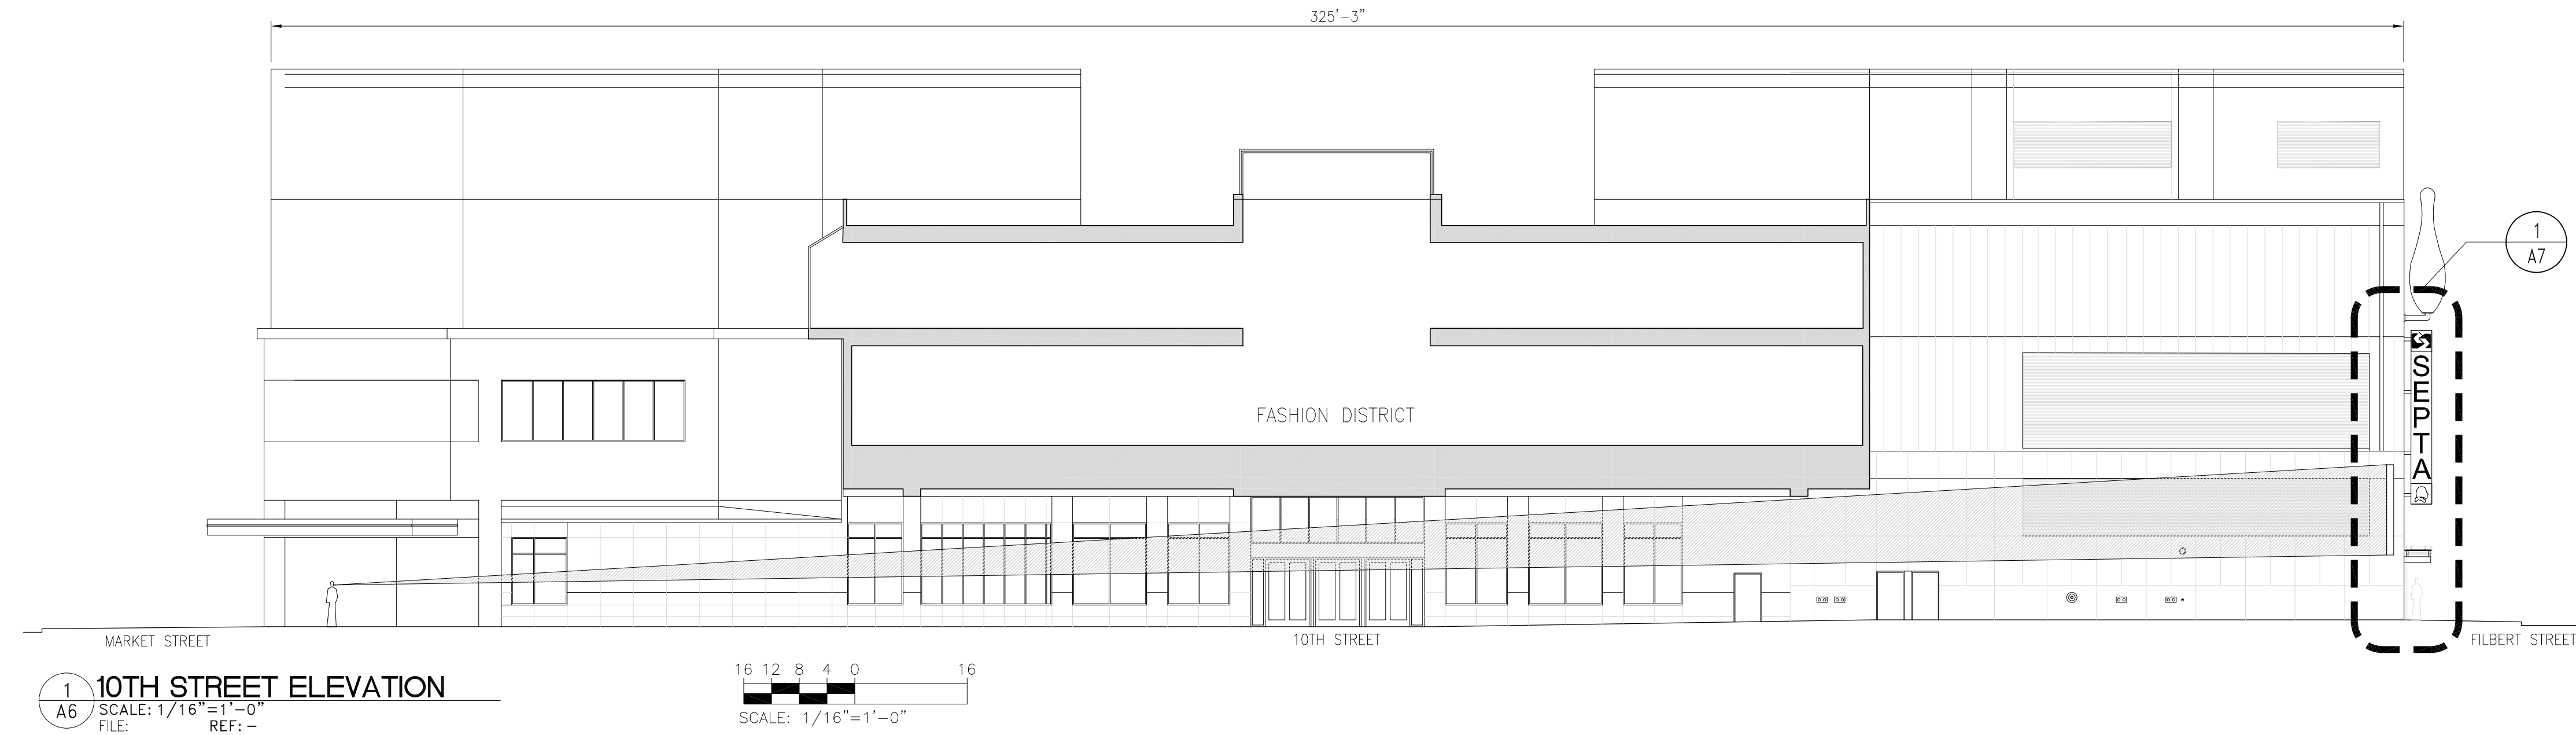 325'-3"
1
A7
SEPTA
FASHION DISTRICT
MARKET STREET
10TH STREET
FILBERT STREET
1
A6
10TH STREET ELEVATION
SCALE: 1/16"=1'-0"
FILE: REF: -
16 12 8 4 0 16
SCALE: 1/16"=1'-0"